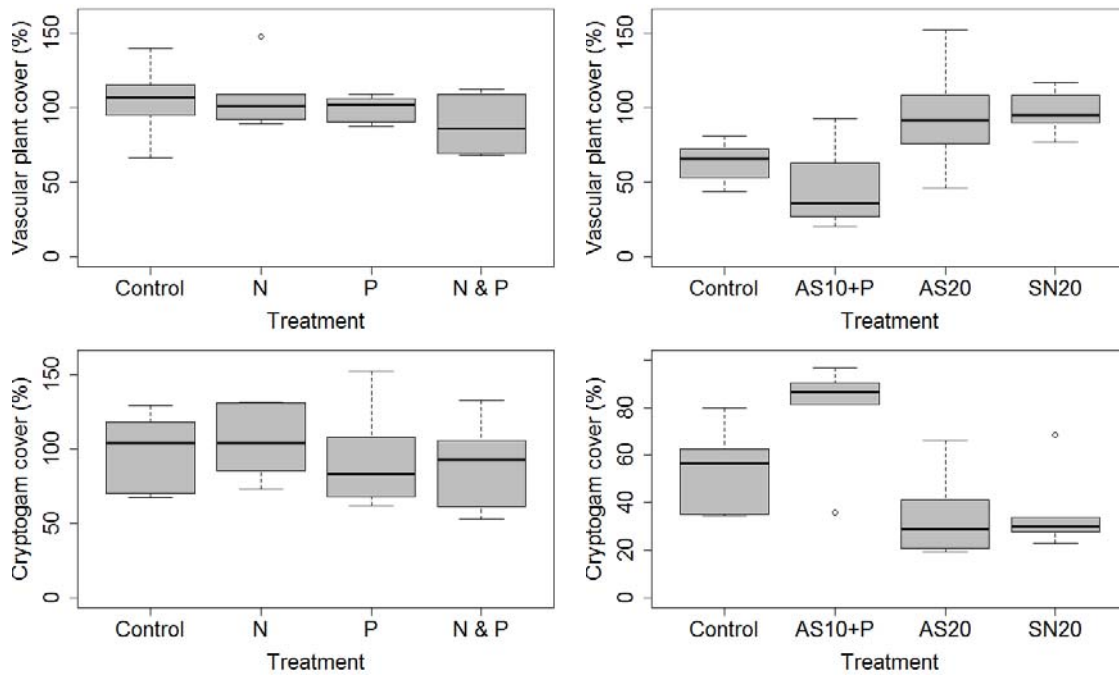 Vascular plant cover (%)
150
100
50
0
Control N P N & P
Treatment
Vascular plant cover (%)
150
100
50
0
Control AS10+P AS20 SN20
Treatment
Cryptogam cover (%)
150
100
50
0
Control N P N & P
Treatment
Cryptogam cover (%)
80
60
40
20
0
Control AS10+P AS20 SN20
Treatment